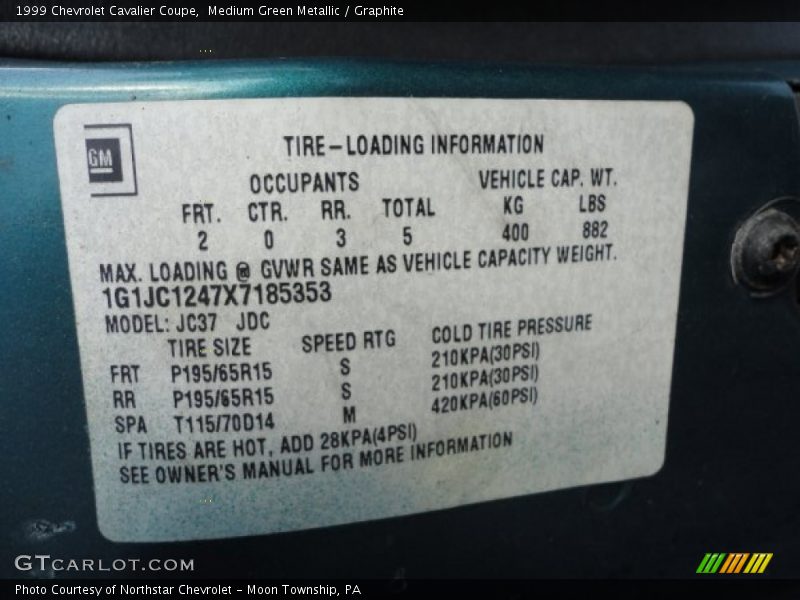 1999 Chevrolet Cavalier Coupe,  Medium Green Metallic / Graphite
GM
TIRE-LOADING INFORMATION
OCCUPANTS VEHICLE CAP. WT.
FRT. CTR. RR. TOTAL KG LBS
2 0 3 5 400 882
MAX. LOADING @ GVWR SAME AS VEHICLE CAPACITY WEIGHT.
1G1JC1247X7185353
MODEL: JC37 JDC
TIRE SIZE SPEED RTG COLD TIRE PRESSURE
FRT P195/65R15 S 210KPA(30PSI)
RR P195/65R15 S 210KPA(30PSI)
SPA T115/70D14 M 420KPA(60PSI)
IF TIRES ARE HOT, ADD 28KPA(4PSI)
SEE OWNER'S MANUAL FOR MORE INFORMATION
GTCARLOT.COM
Photo Courtesy of Northstar Chevrolet - Moon Township, PA